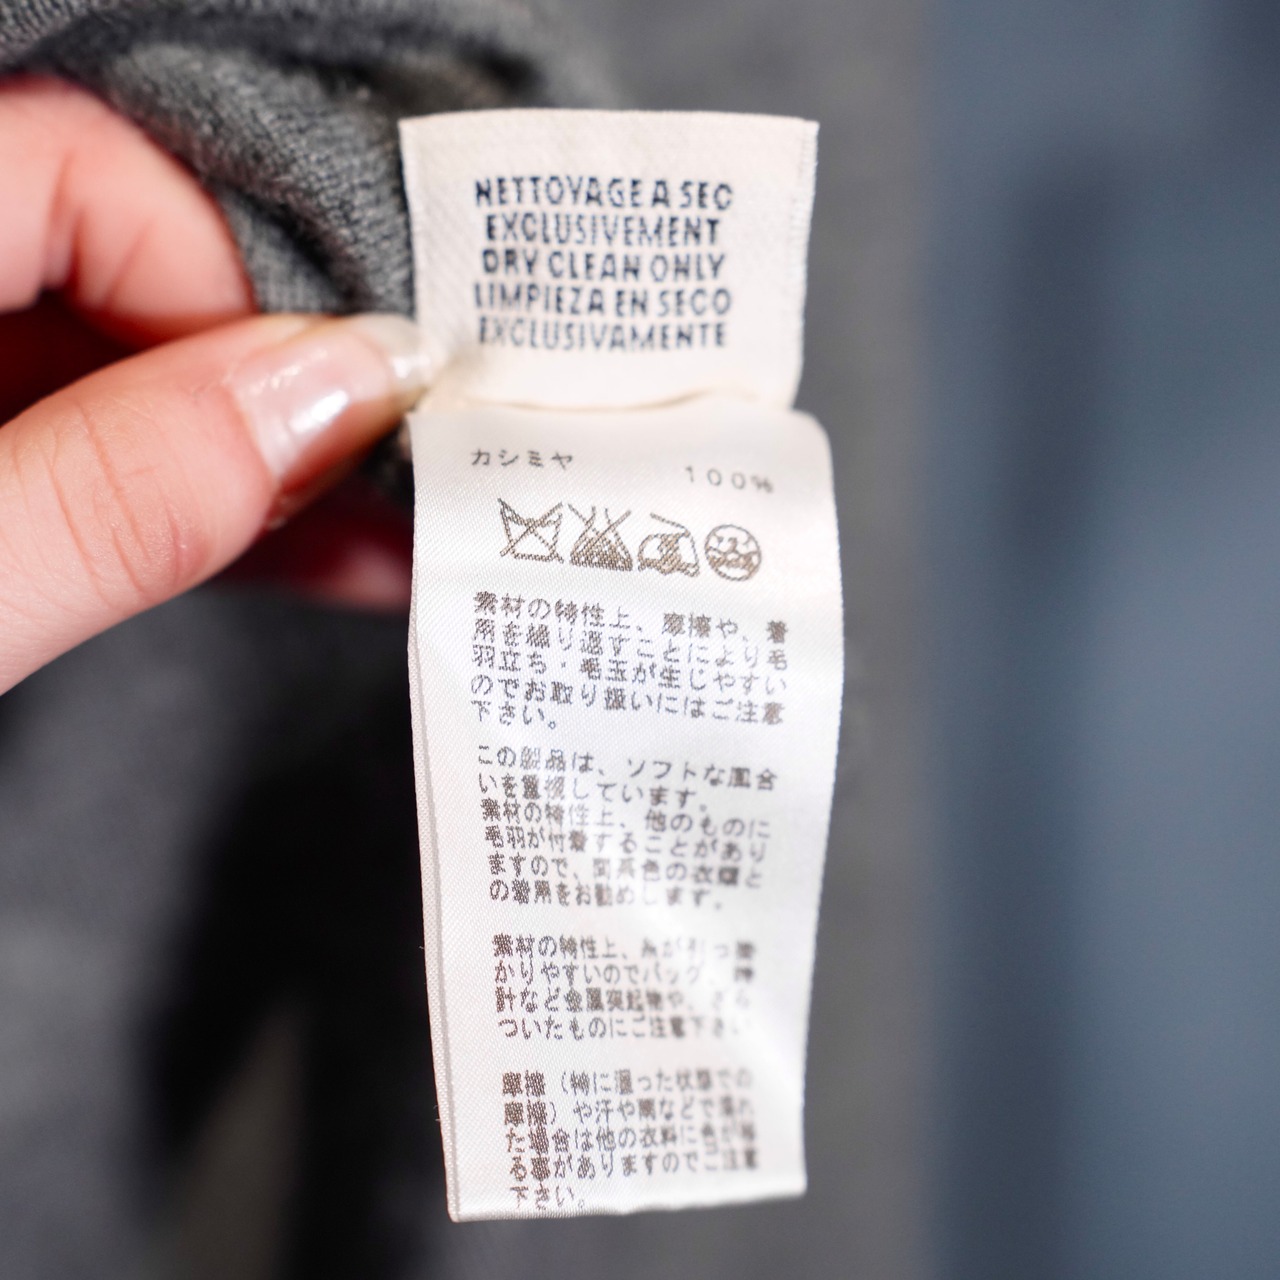 NETTOYAGE A SEC
EXCLUSIVEMENT
DRY CLEAN ONLY
LIMPIEZA EN SECO
EXCLUSIVAMENTE
カシミヤ 100%
素材の特性上、摩擦や、着
用を繰り返すことにより毛
羽立ち・毛玉が生じやすい
のでお取り扱いにはご注意
下さい。
この製品は、ソフトな風合
いを重視しています。
素材の特性上、他のものに
毛羽が付着することがあり
ますので、同系色の衣類と
の着用をお勧めします。
素材の特性上、糸が引っ掛
かりやすいのでバッグ、時
計など金属突起物や、ざら
ついたものにご注意下さい
摩擦（特に湿った状態での
摩擦）や汗や雨などで濡れ
た場合は他の衣料に色が移
る事がありますのでご注意
下さい。